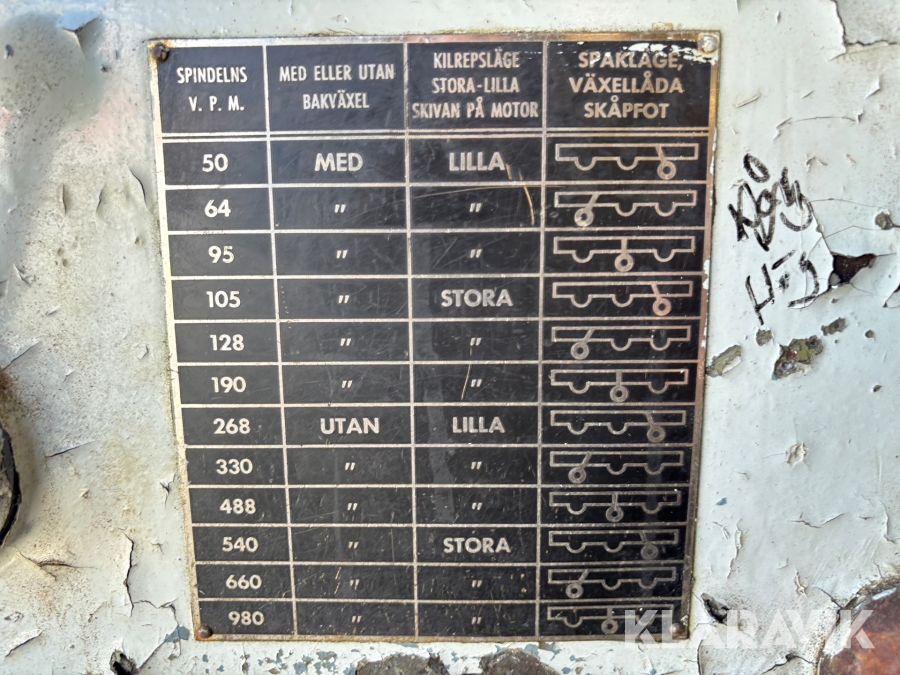 SPINDELNS V. P. M. MED ELLER UTAN BAKVÄXEL KILREPSLÄGE STORA-LILLA SKIVAN PÅ MOTOR SPAKLÄGE, VÄXELLÅDA SKÅPFOT
50 MED LILLA
64 " "
95 " "
105 " STORA
128 " "
190 " "
268 UTAN LILLA
330 " "
488 " "
540 " STORA
660 " "
980 " "
KLARAVIK